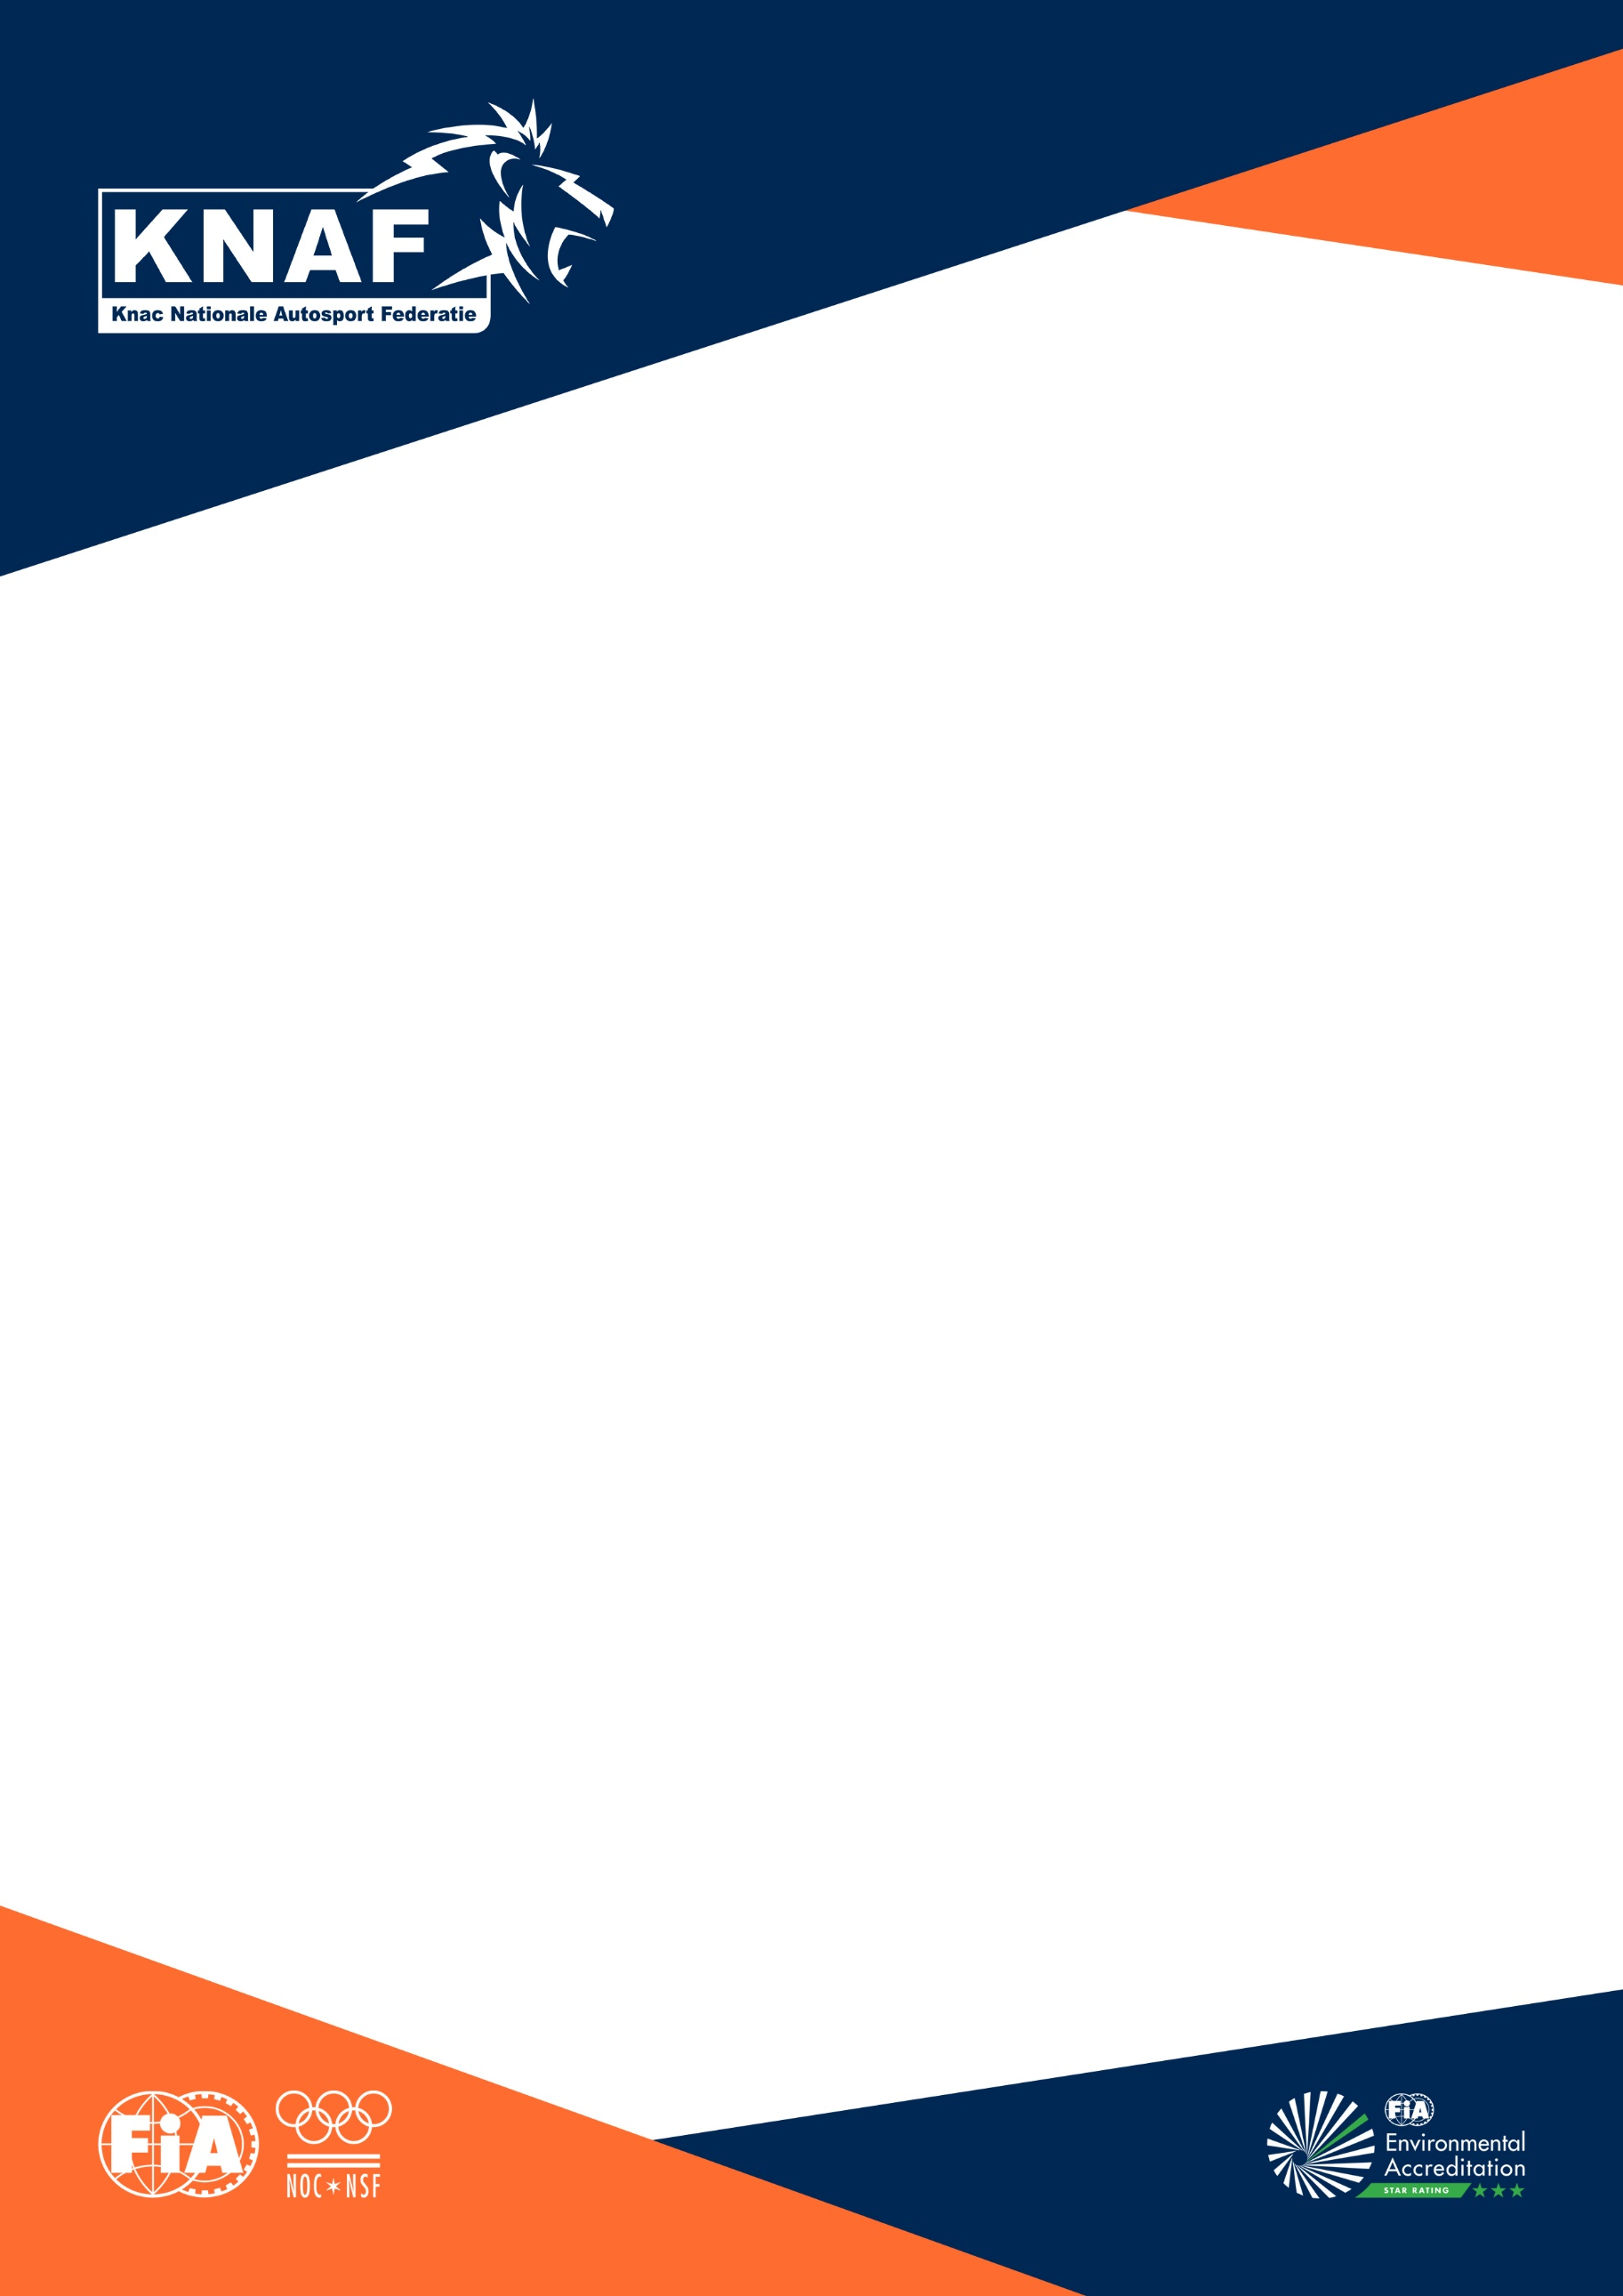 KNAF
Knac Nationale Autosport Federatie
FiA
NOC NSF
FiA
Environmental
Accreditation
STAR RATING